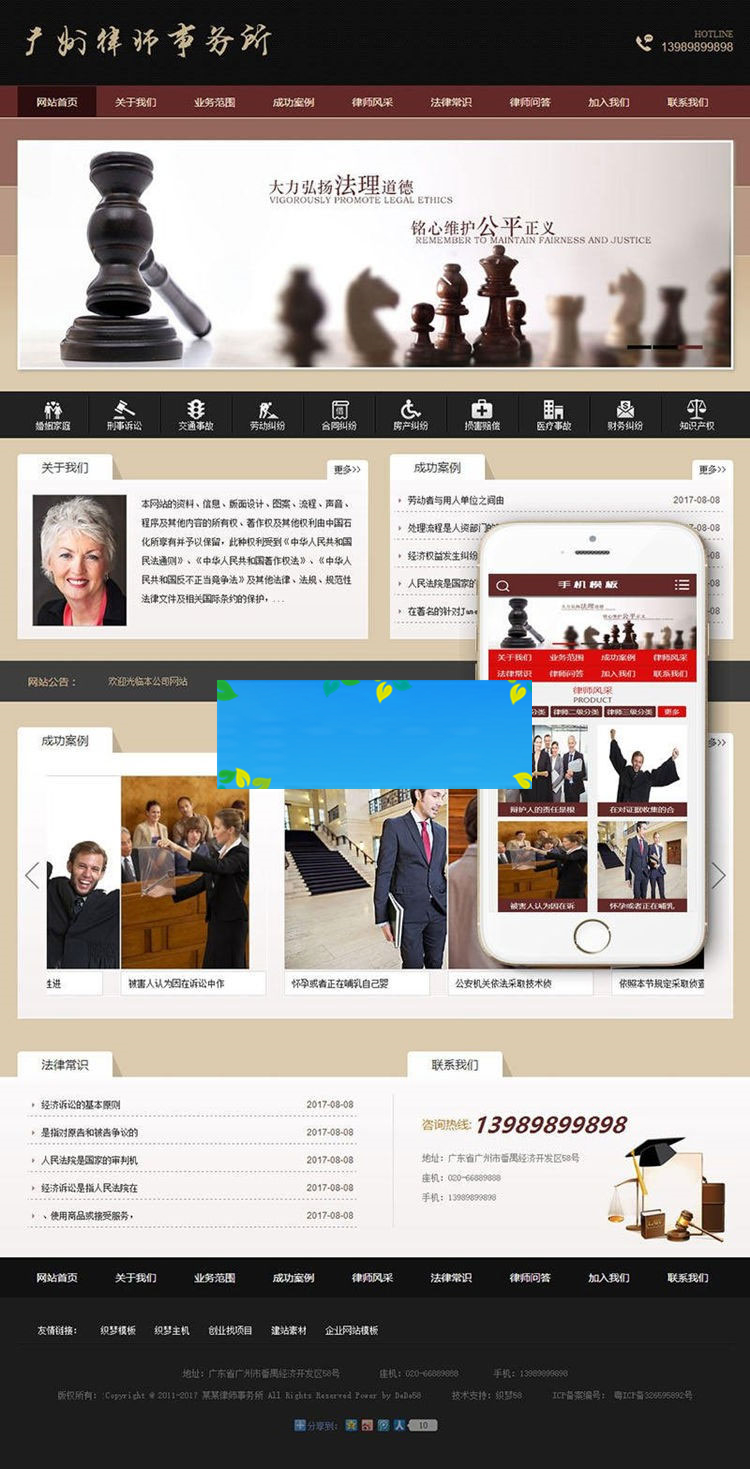 广州律师事务所
HOTLINE
13989899898
网站首页 关于我们 业务范围 成功案例 律师风采 法律常识 律师问答 加入我们 联系我们
大力弘扬法理道德
VIGOROUSLY PROMOTE LEGAL ETHICS
铭心维护公平正义
REMEMBER TO MAINTAIN FAIRNESS AND JUSTICE
婚姻家庭 刑事诉讼 交通事故 劳动纠纷 合同纠纷 房产纠纷 损害赔偿 医疗事故 财务纠纷 知识产权
关于我们 更多>>
本网站的资料、信息、版面设计、图案、流程、声音、
程序及其他内容的所有权、著作权及其他权利由中国石
化所享有并予以保留，此种权利受到《中华人民共和国
民法通则》、《中华人民共和国著作权法》、《中华人
民共和国反不正当竞争法》及其他法律、法规、规范性
法律文件及相关国际条约的保护，...
成功案例 更多>>
劳动者与用人单位之间由 2017-08-08
处理流程是人资部门的
经济权益发生纠纷 -08
人民法院是国家的 -08
在著名的针对Jane -08
手机模板
大力弘扬法理道德
铭心维护公平正义
关于我们 业务范围 成功案例 律师风采
法律常识 律师问答 加入我们 联系我们
律师风采
PRODUCT
分类 律师二级分类 律师三级分类 更多
辩护人的责任是根 在对证据收集的合
被害人认为因在诉 怀孕或者正在哺乳
网站公告： 欢迎光临本公司网站
成功案例 多>>
性进 被害人认为因在诉讼中作 怀孕或者正在哺乳自己婴 公安机关依法采取技术侦 依照本节规定采取侦查
法律常识
经济诉讼的基本原则 2017-08-08
是指对原告和被告争议的 2017-08-08
人民法院是国家的审判机 2017-08-08
经济诉讼是指人民法院在 2017-08-08
、使用商品或接受服务， 2017-08-08
联系我们
咨询热线: 13989899898
地址：广东省广州市番禺经济开发区58号
座机：020-66889888
手机：13989899898
LAW
网站首页 关于我们 业务范围 成功案例 律师风采 法律常识 律师问答 加入我们 联系我们
友情链接： 织梦模板 织梦主机 创业找项目 建站素材 企业网站模板
地址：广东省广州市番禺经济开发区58号 座机：020-66889888 手机：13989899898
版权所有：Copyright @ 2011-2017 某某律师事务所 All Rights Reserved Power by DeDe58 技术支持：织梦58 ICP备案编号： 粤ICP备326595892号
分享到： 10